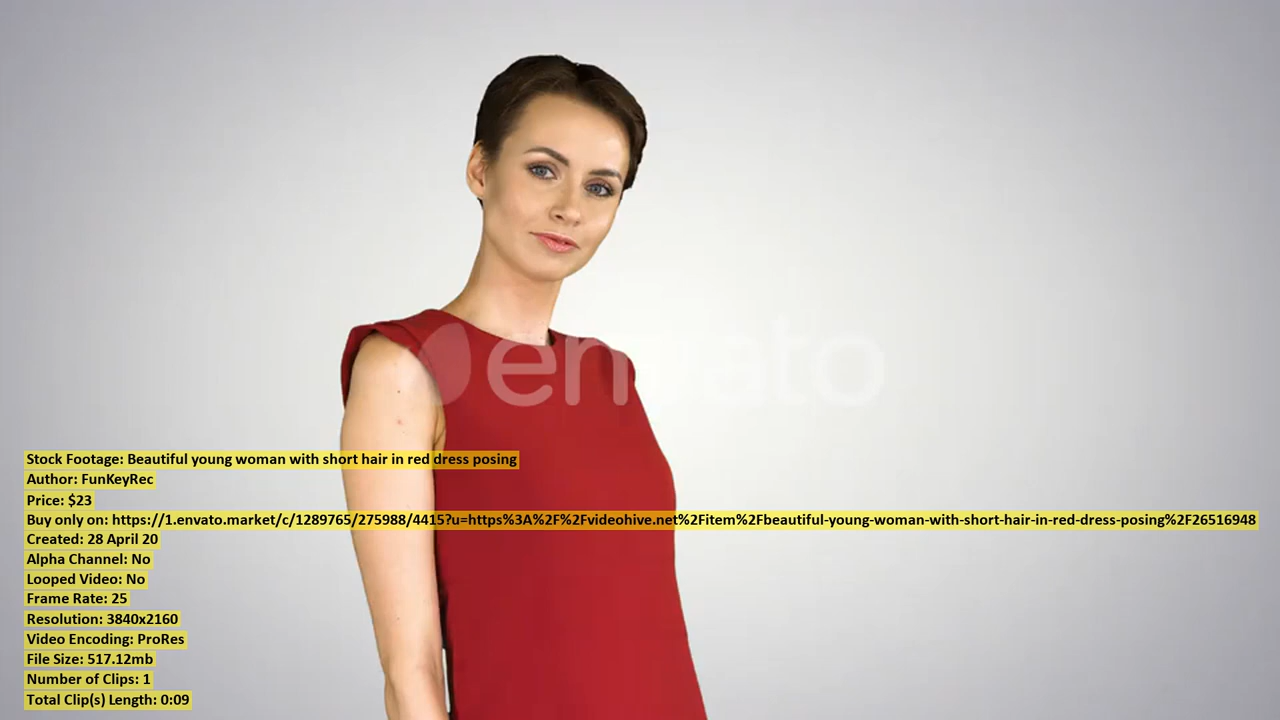 envato
Stock Footage: Beautiful young woman with short hair in red dress posing
Author: FunKeyRec
Price: $23
Buy only on: https://1.envato.market/c/1289765/275988/4415?u=https%3A%2F%2Fvideohive.net%2Fitem%2Fbeautiful-young-woman-with-short-hair-in-red-dress-posing%2F26516948
Created: 28 April 20
Alpha Channel: No
Looped Video: No
Frame Rate: 25
Resolution: 3840x2160
Video Encoding: ProRes
File Size: 517.12mb
Number of Clips: 1
Total Clip(s) Length: 0:09